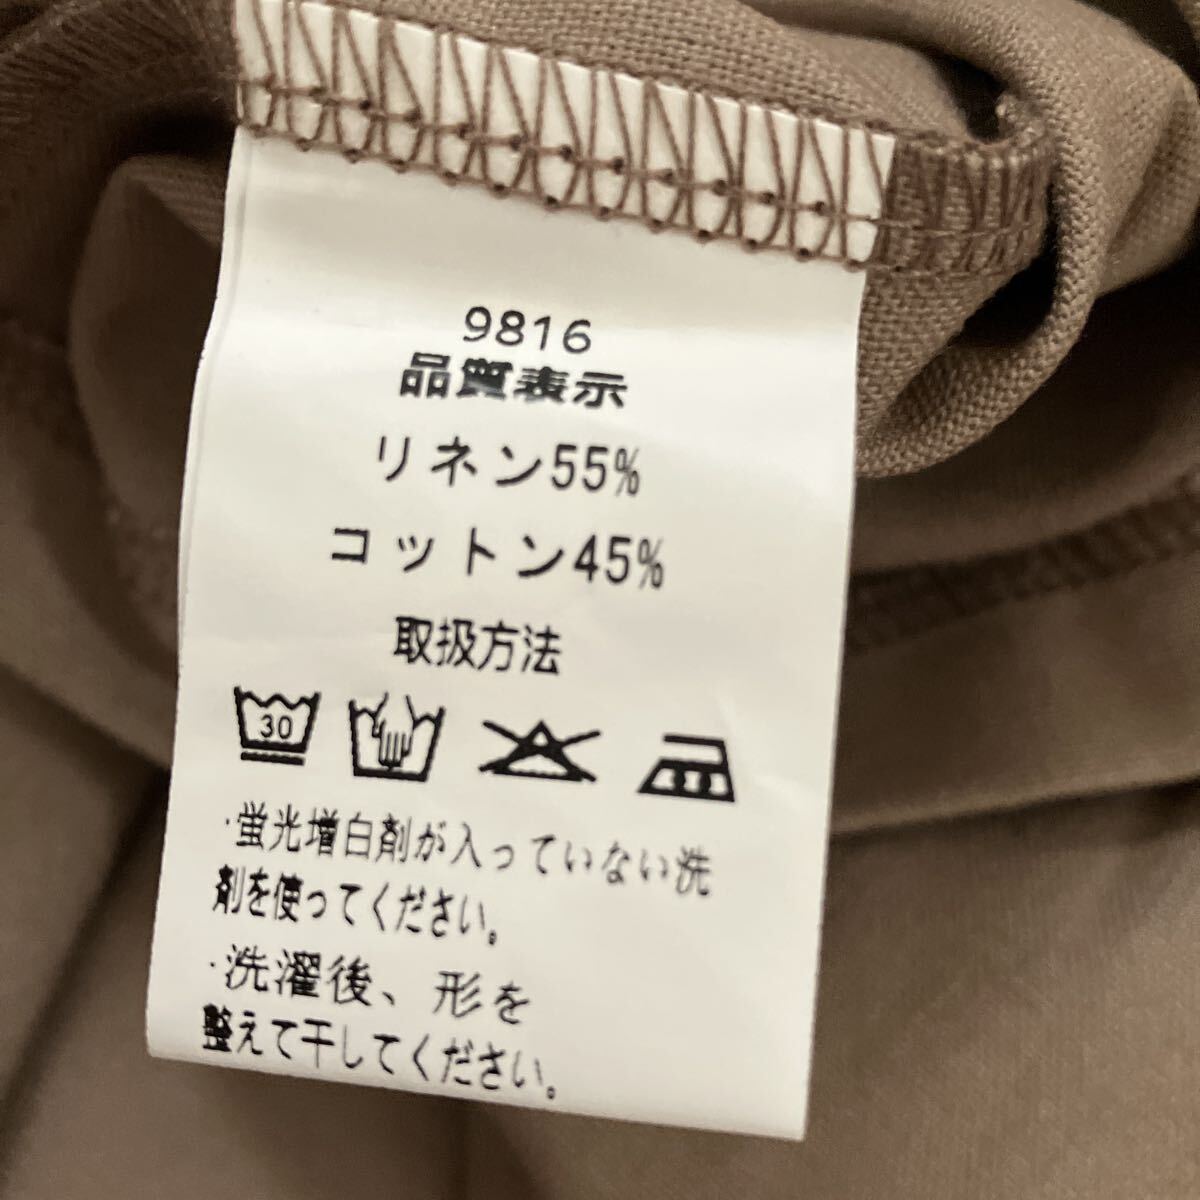 9816
品質表示
リネン55%
コットン45%
取扱方法
30
·蛍光増白剤が入っていない洗
剤を使ってください。
·洗濯後、形を
整えて干してください。